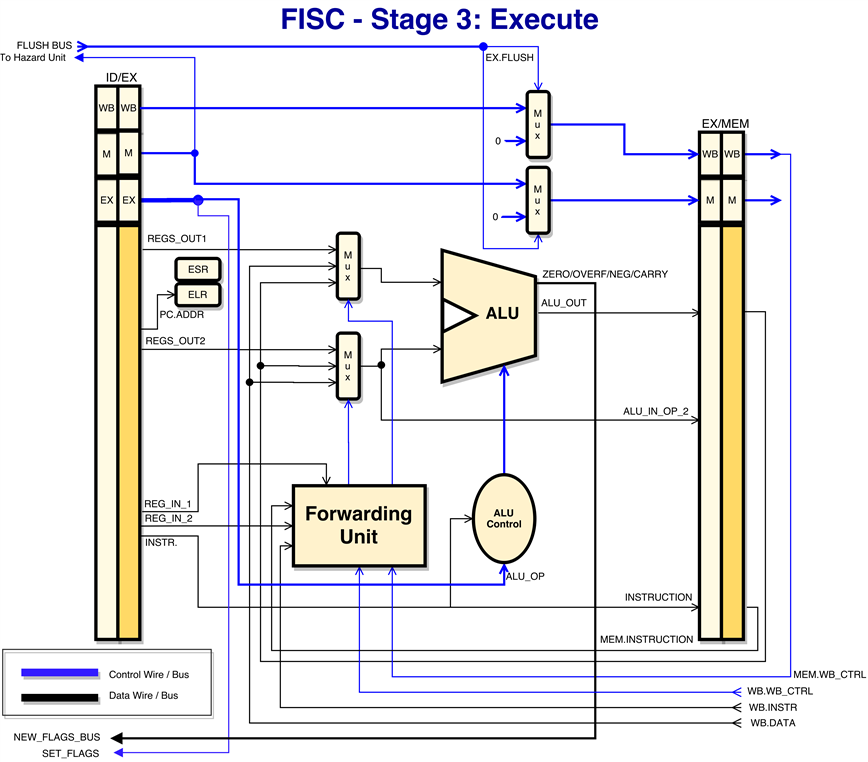 FISC - Stage 3: Execute
FLUSH BUS
To Hazard Unit
EX.FLUSH
ID/EX
WB WB
M M
EX EX
Mux
0
Mux
0
EX/MEM
WB WB
M M
REGS_OUT1
ESR
ELR
PC.ADDR
REGS_OUT2
Mux
Mux
ALU
ZERO/OVERF/NEG/CARRY
ALU_OUT
ALU_IN_OP_2
REG_IN_1
REG_IN_2
INSTR.
Forwarding
Unit
ALU
Control
ALU_OP
INSTRUCTION
MEM.INSTRUCTION
Control Wire / Bus
Data Wire / Bus
MEM.WB_CTRL
WB.WB_CTRL
WB.INSTR
WB.DATA
NEW_FLAGS_BUS
SET_FLAGS